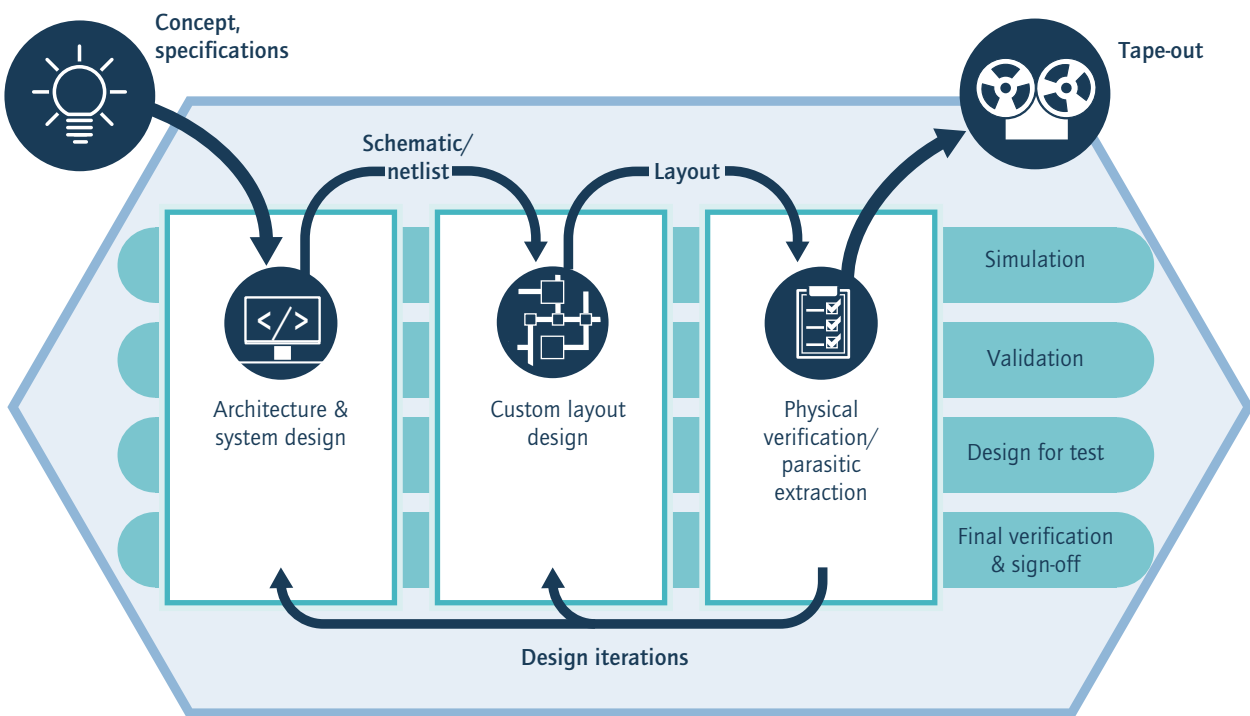 Concept,
specifications
Tape-out
Schematic/
netlist
Layout
</>
Architecture &
system design
Custom layout
design
Physical
verification/
parasitic
extraction
Simulation
Validation
Design for test
Final verification
& sign-off
Design iterations